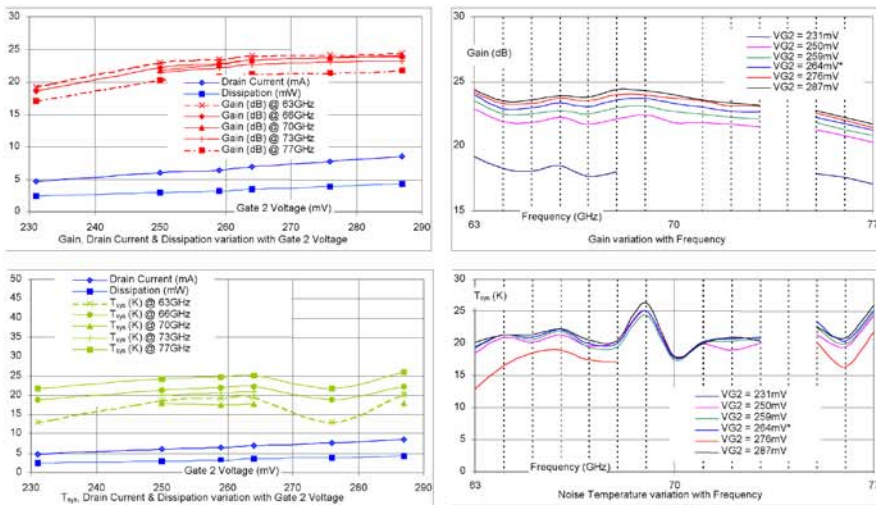 30
25
20
15
10
5
0
Drain Current (mA)
Dissipation (mW)
Gain (dB) @ 63GHz
Gain (dB) @ 66GHz
Gain (dB) @ 70GHz
Gain (dB) @ 73GHz
Gain (dB) @ 77GHz
Gate 2 Voltage (mV)
230 240 250 260 270 280 290
Gain, Drain Current & Dissipation variation with Gate 2 Voltage
30
Gain (dB)
25
20
15
VG2 = 231mV
VG2 = 250mV
VG2 = 259mV
VG2 = 264mV*
VG2 = 276mV
VG2 = 287mV
Frequency (GHz)
63 70 77
Gain variation with Frequency
50
45
40
35
30
25
20
15
10
5
0
Drain Current (mA)
Dissipation (mW)
Tsys (K) @ 63GHz
Tsys (K) @ 66GHz
Tsys (K) @ 70GHz
Tsys (K) @ 73GHz
Tsys (K) @ 77GHz
Gate 2 Voltage (mV)
230 240 250 260 270 280 290
Tsys, Drain Current & Dissipation variation with Gate 2 Voltage
30
Tsys (K)
25
20
15
10
5
0
VG2 = 231mV
VG2 = 250mV
VG2 = 259mV
VG2 = 264mV*
VG2 = 276mV
VG2 = 287mV
Frequency (GHz)
63 70 77
Noise Temperature variation with Frequency